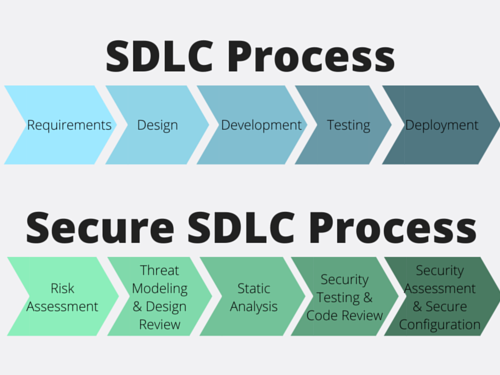 SDLC Process
Requirements
Design
Development
Testing
Deployment
Secure SDLC Process
Risk
Assessment
Threat
Modeling
& Design
Review
Static
Analysis
Security
Testing &
Code Review
Security
Assessment
& Secure
Configuration